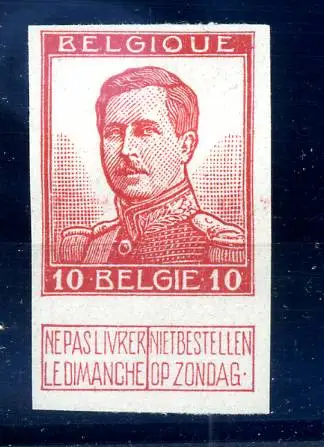 BELGIQUE
10 BELGIE 10
NE PAS LIVRER NIET BESTELLEN
LE DIMANCHE OP ZONDAG.